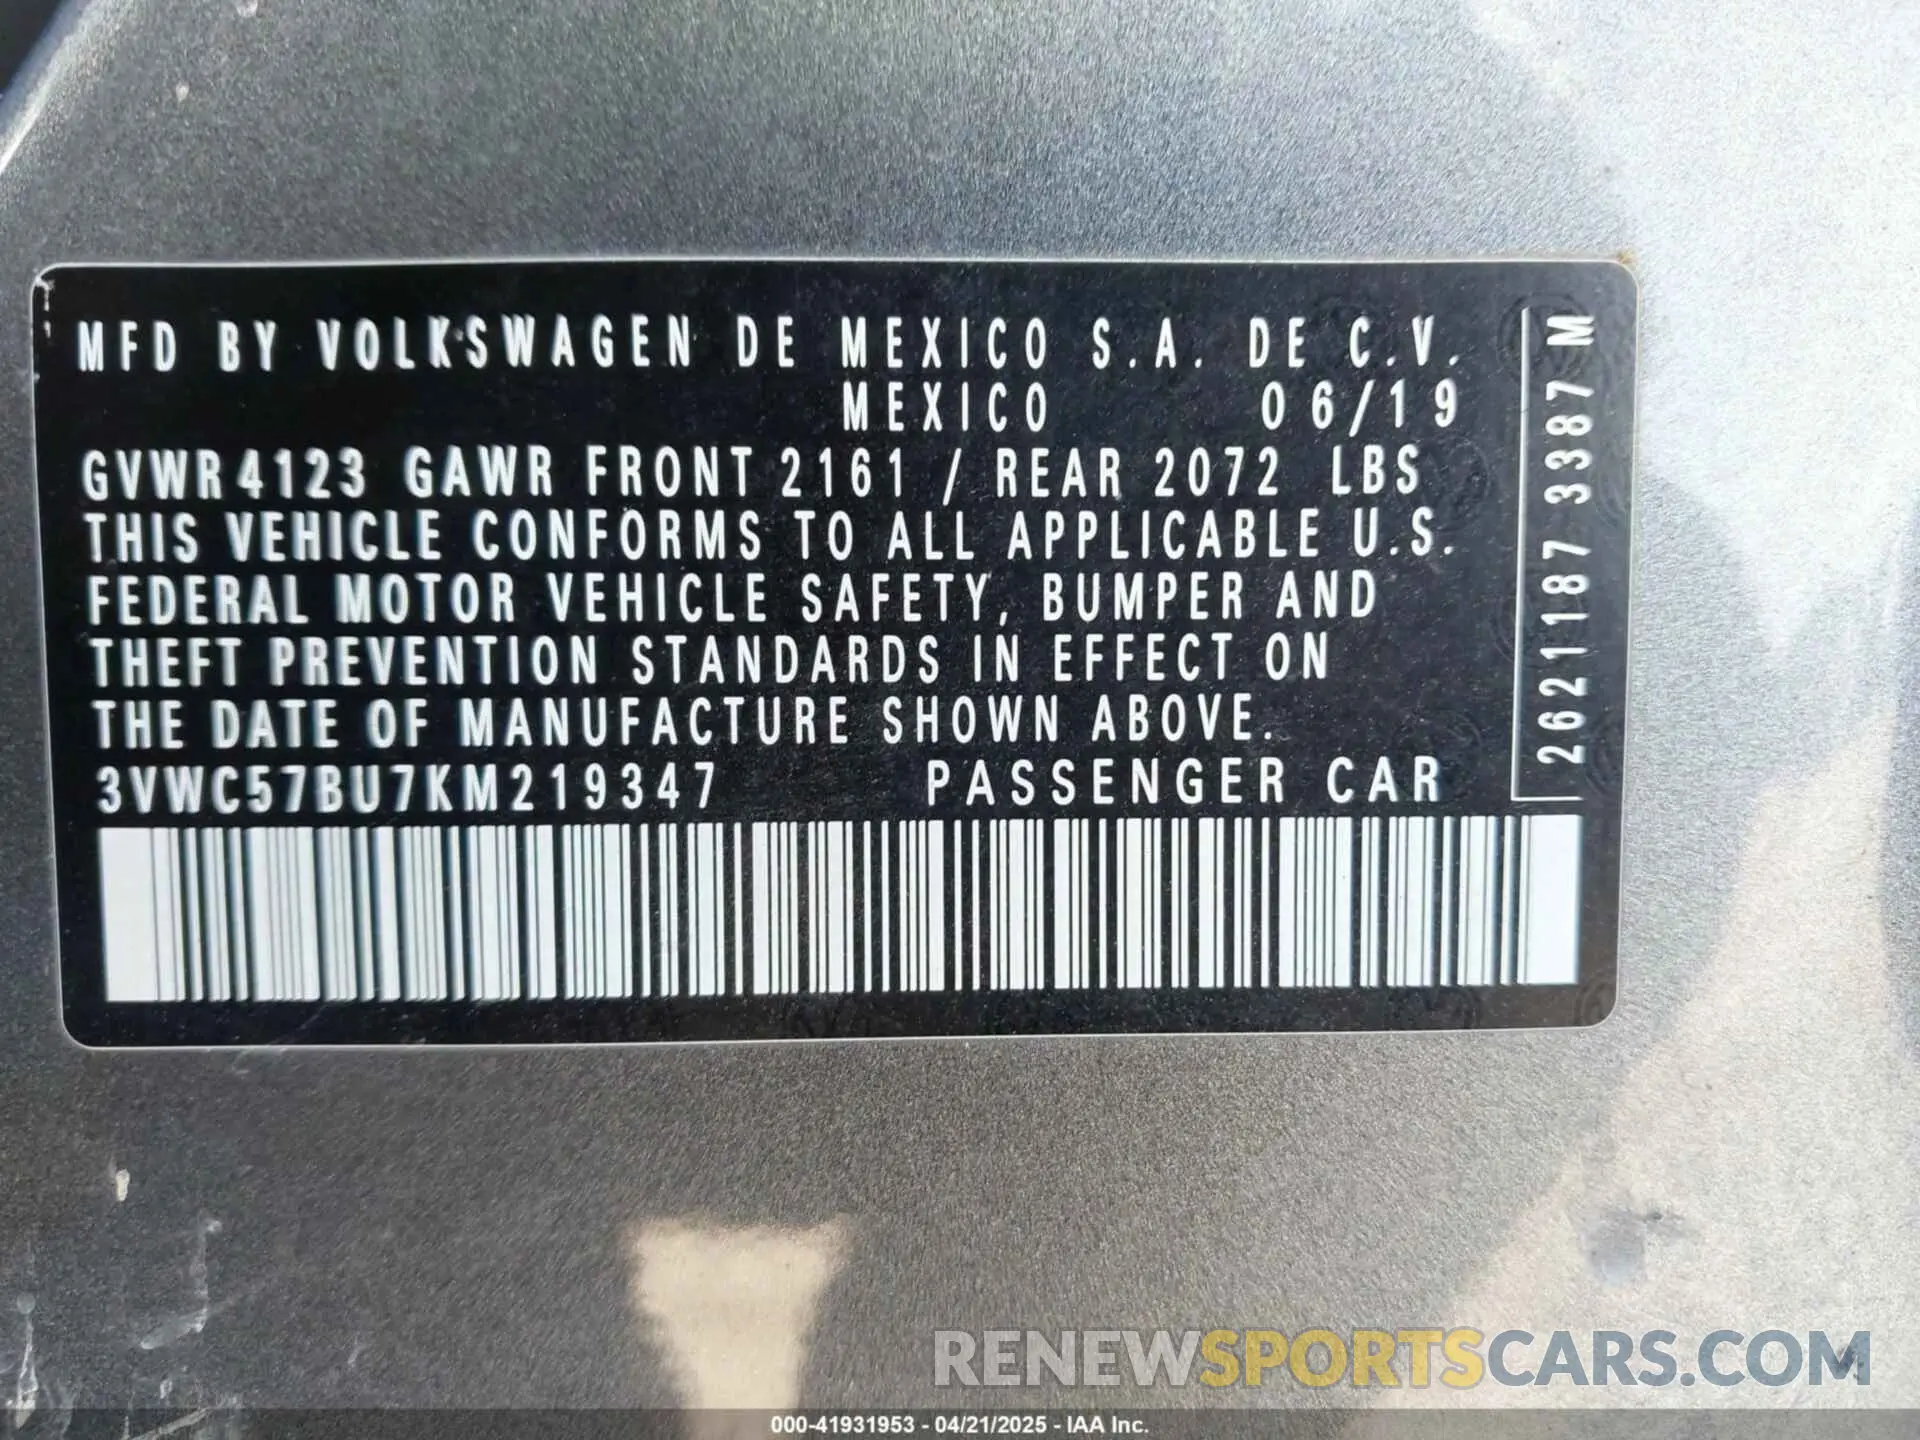 MFD BY VOLKSWAGEN DE MEXICO S.A. DE C.V.
MEXICO 06/19
GVWR 4123 GAWR FRONT 2161 / REAR 2072 LBS
THIS VEHICLE CONFORMS TO ALL APPLICABLE U.S.
FEDERAL MOTOR VEHICLE SAFETY, BUMPER AND
THEFT PREVENTION STANDARDS IN EFFECT ON
THE DATE OF MANUFACTURE SHOWN ABOVE.
3VWC57BU7KM219347 PASSENGER CAR
2621187 3387 M
RENEWSPORTSCARS.COM
000-41931953 - 04/21/2025 - IAA Inc.